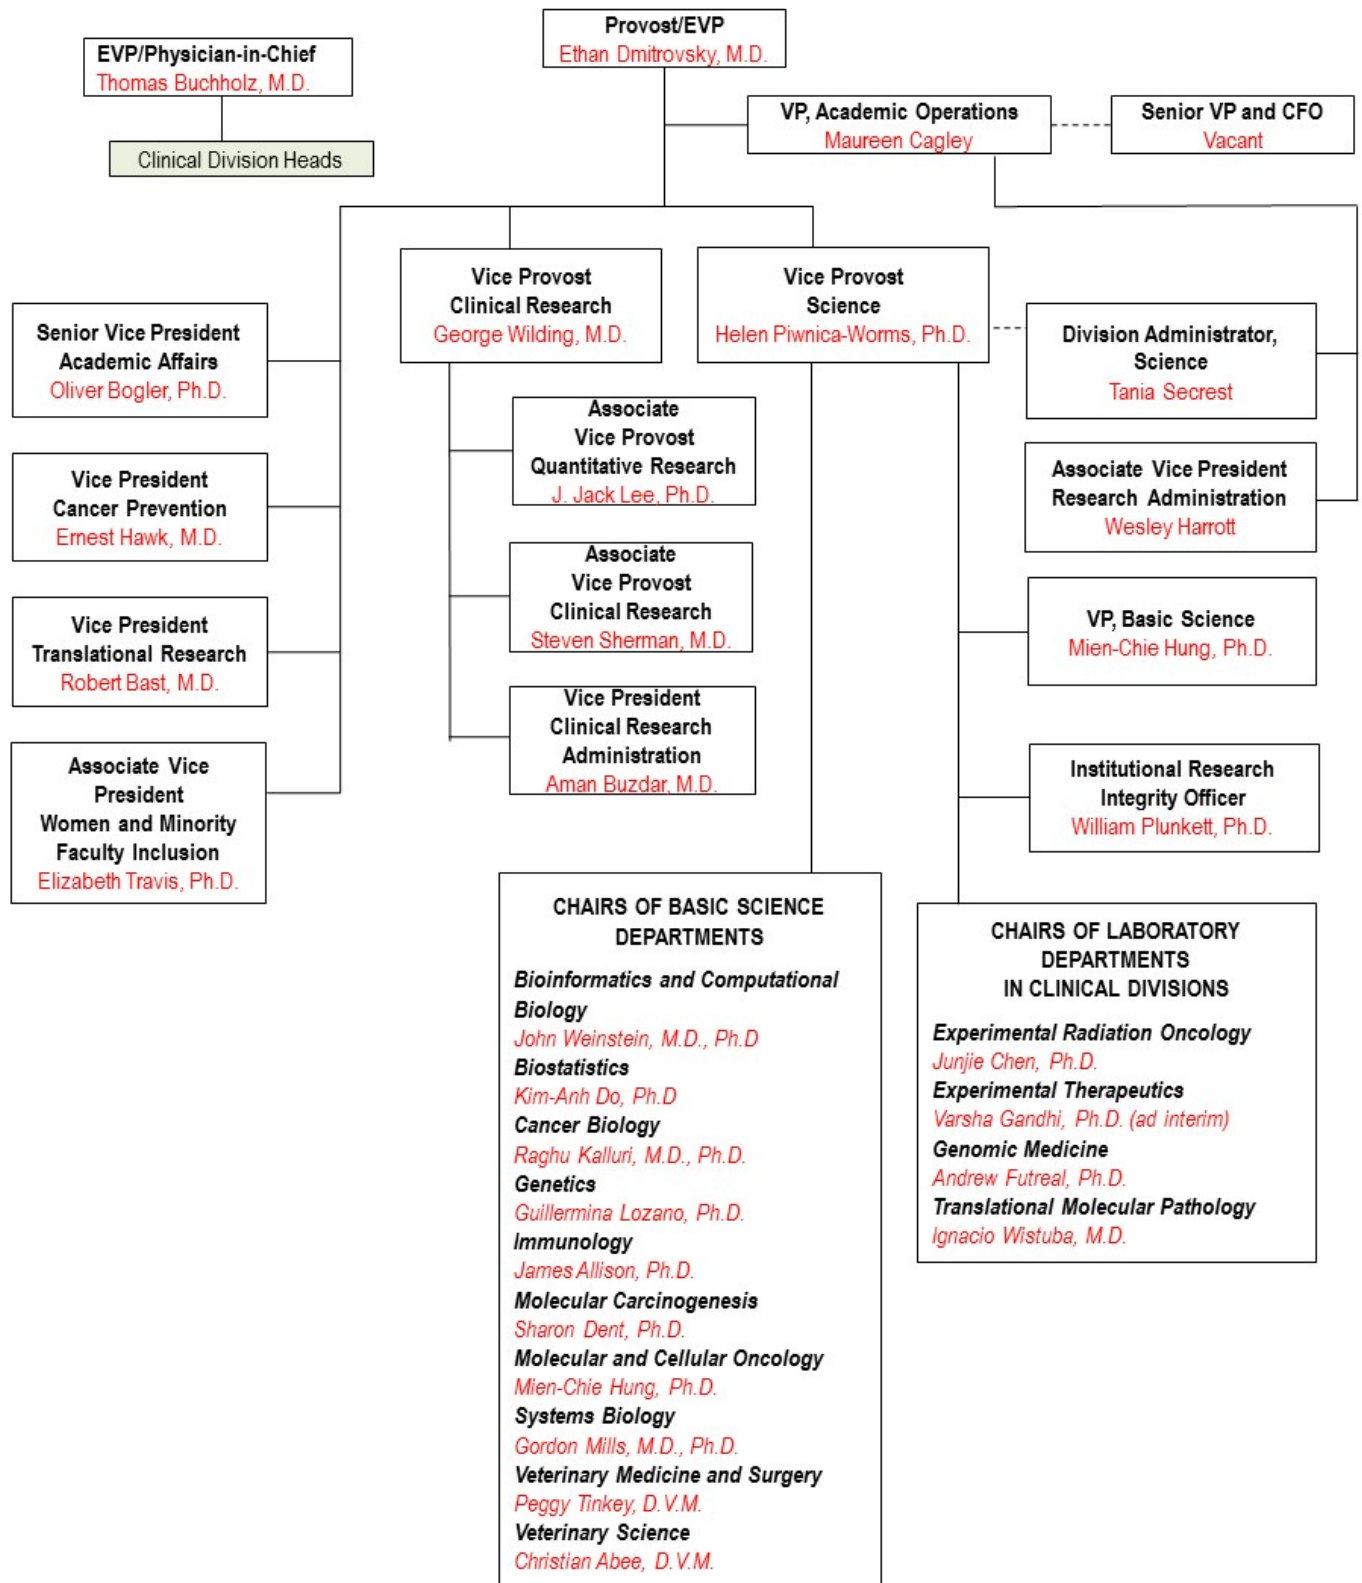 Provost/EVP
Ethan Dmitrovsky, M.D.
EVP/Physician-in-Chief
Thomas Buchholz, M.D.
Clinical Division Heads
VP, Academic Operations
Maureen Cagley
Senior VP and CFO
Vacant
Vice Provost
Clinical Research
George Wilding, M.D.
Vice Provost
Science
Helen Piwnica-Worms, Ph.D.
Senior Vice President
Academic Affairs
Oliver Bogler, Ph.D.
Vice President
Cancer Prevention
Ernest Hawk, M.D.
Vice President
Translational Research
Robert Bast, M.D.
Associate Vice
President
Women and Minority
Faculty Inclusion
Elizabeth Travis, Ph.D.
Associate
Vice Provost
Quantitative Research
J. Jack Lee, Ph.D.
Associate
Vice Provost
Clinical Research
Steven Sherman, M.D.
Vice President
Clinical Research
Administration
Aman Buzdar, M.D.
Division Administrator,
Science
Tania Secrest
Associate Vice President
Research Administration
Wesley Harrott
VP, Basic Science
Mien-Chie Hung, Ph.D.
Institutional Research
Integrity Officer
William Plunkett, Ph.D.
CHAIRS OF BASIC SCIENCE
DEPARTMENTS
Bioinformatics and Computational
Biology
John Weinstein, M.D., Ph.D
Biostatistics
Kim-Anh Do, Ph.D
Cancer Biology
Raghu Kalluri, M.D., Ph.D.
Genetics
Guillermina Lozano, Ph.D.
Immunology
James Allison, Ph.D.
Molecular Carcinogenesis
Sharon Dent, Ph.D.
Molecular and Cellular Oncology
Mien-Chie Hung, Ph.D.
Systems Biology
Gordon Mills, M.D., Ph.D.
Veterinary Medicine and Surgery
Peggy Tinkey, D.V.M.
Veterinary Science
Christian Abee, D.V.M.
CHAIRS OF LABORATORY
DEPARTMENTS
IN CLINICAL DIVISIONS
Experimental Radiation Oncology
Junjie Chen, Ph.D.
Experimental Therapeutics
Varsha Gandhi, Ph.D. (ad interim)
Genomic Medicine
Andrew Futreal, Ph.D.
Translational Molecular Pathology
Ignacio Wistuba, M.D.